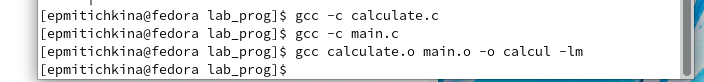 [epmitichkina@fedora lab_prog]$ gcc -c calculate.c
[epmitichkina@fedora lab_prog]$ gcc -c main.c
[epmitichkina@fedora lab_prog]$ gcc calculate.o main.o -o calcul -lm
[epmitichkina@fedora lab_prog]$